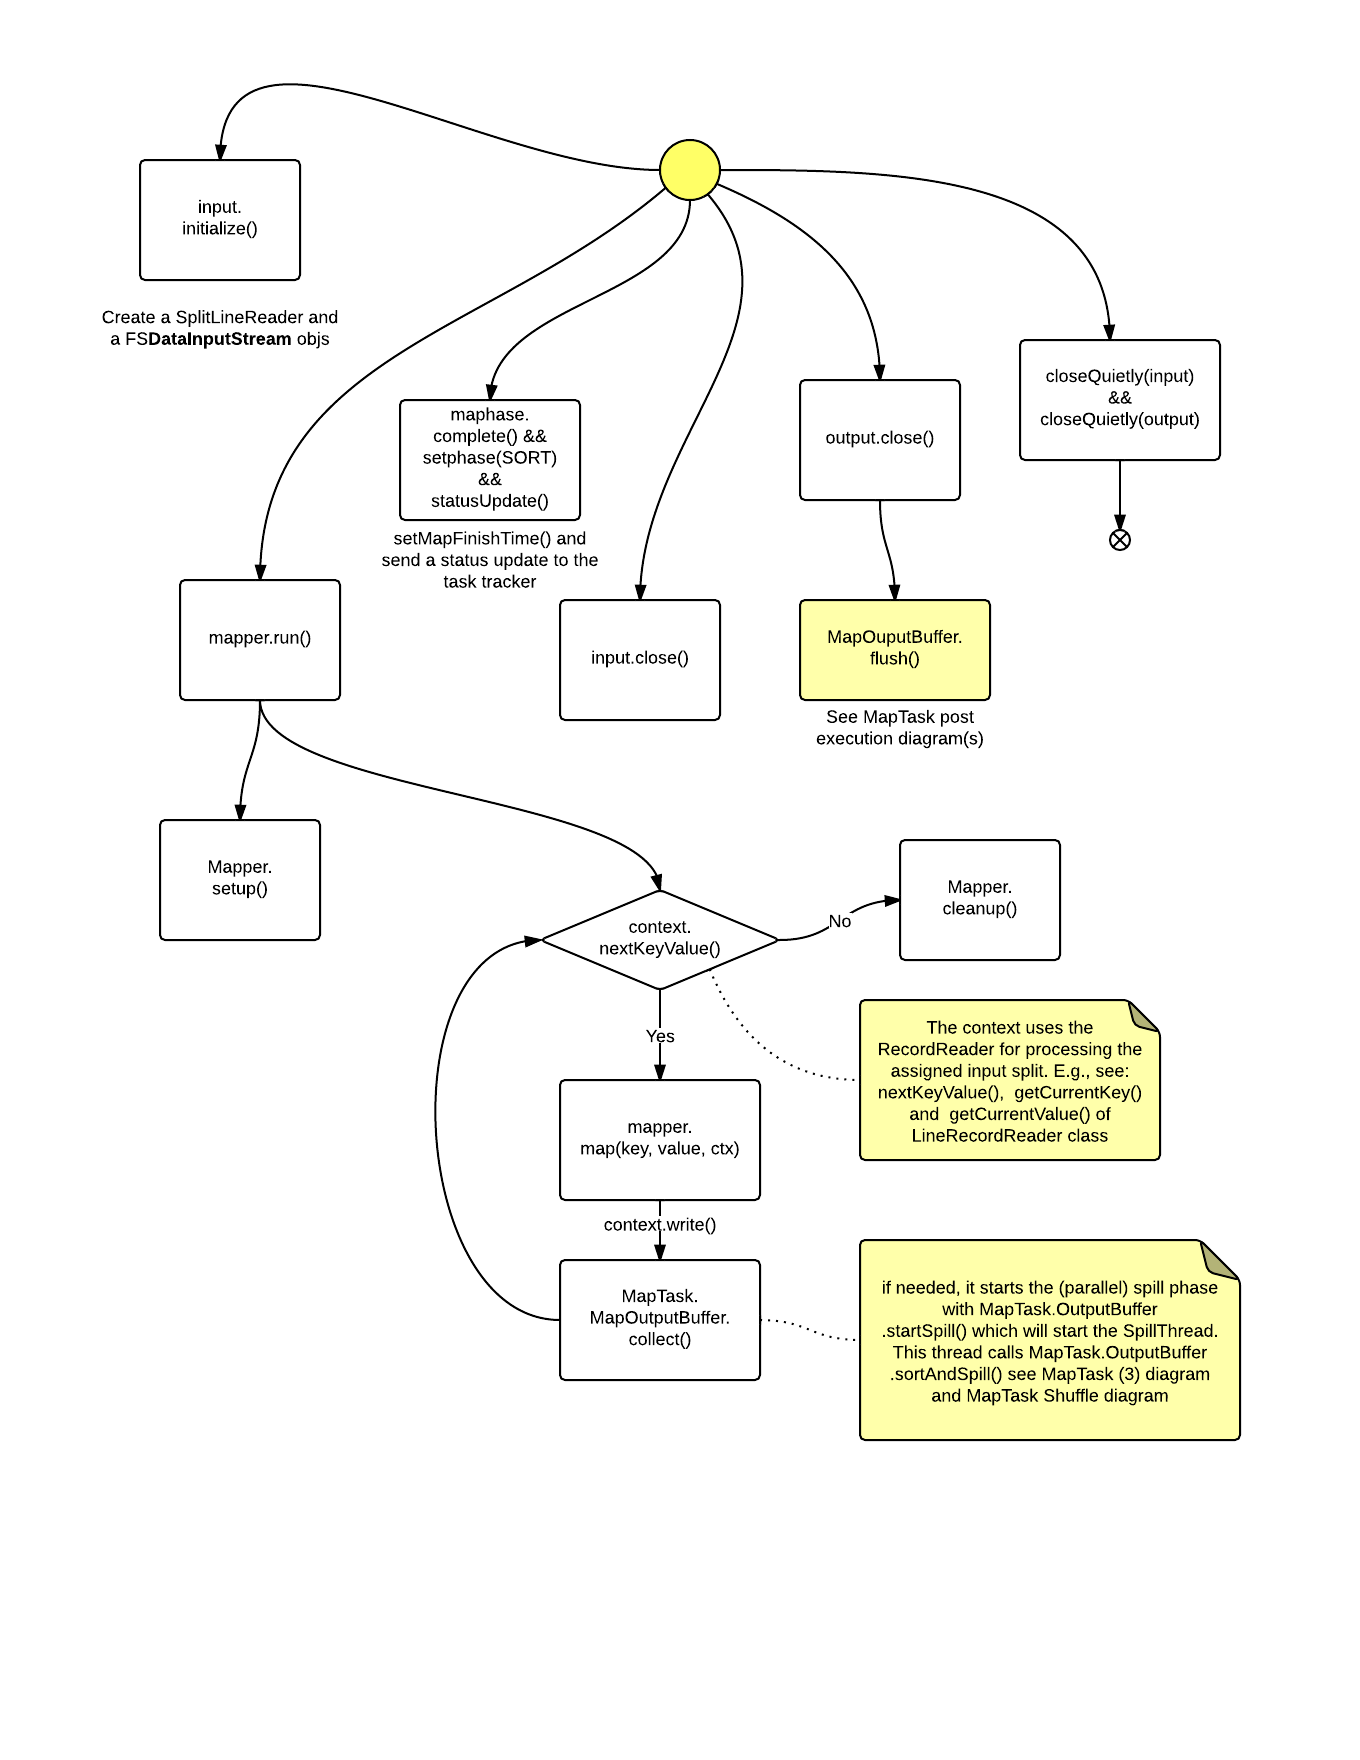 input.
initialize()
Create a SplitLineReader and
a FSDataInputStream objs
maphase.
complete() &&
setphase(SORT)
&&
statusUpdate()
setMapFinishTime() and
send a status update to the
task tracker
output.close()
closeQuietly(input)
&&
closeQuietly(output)
mapper.run()
input.close()
MapOuputBuffer.
flush()
See MapTask post
execution diagram(s)
Mapper.
setup()
context.
nextKeyValue()
No
Mapper.
cleanup()
Yes
The context uses the
RecordReader for processing the
assigned input split. E.g., see:
nextKeyValue(),  getCurrentKey()
and  getCurrentValue() of
LineRecordReader class
mapper.
map(key, value, ctx)
context.write()
MapTask.
MapOutputBuffer.
collect()
if needed, it starts the (parallel) spill phase
with MapTask.OutputBuffer
.startSpill() which will start the SpillThread.
This thread calls MapTask.OutputBuffer
.sortAndSpill() see MapTask (3) diagram
and MapTask Shuffle diagram